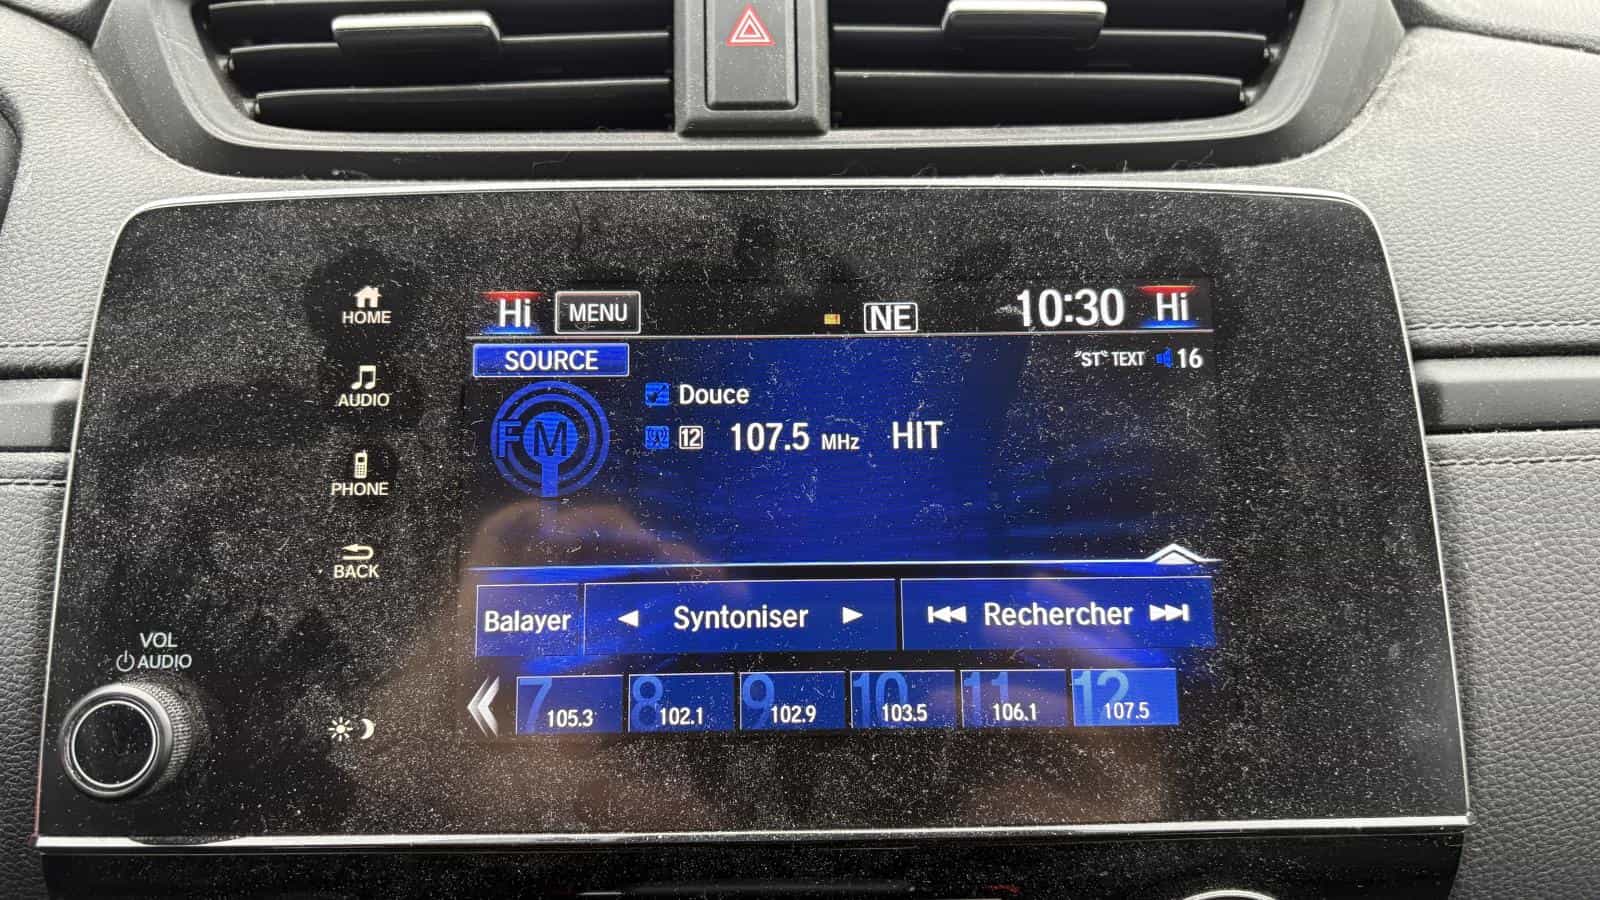 HOME
AUDIO
PHONE
BACK
VOL
AUDIO
Hi MENU NE 10:30 Hi
SOURCE "ST" TEXT 16
FM
Douce
12 107.5 MHz HIT
Balayer Syntoniser Rechercher
7 8 9 10 11 12
105.3 102.1 102.9 103.5 106.1 107.5